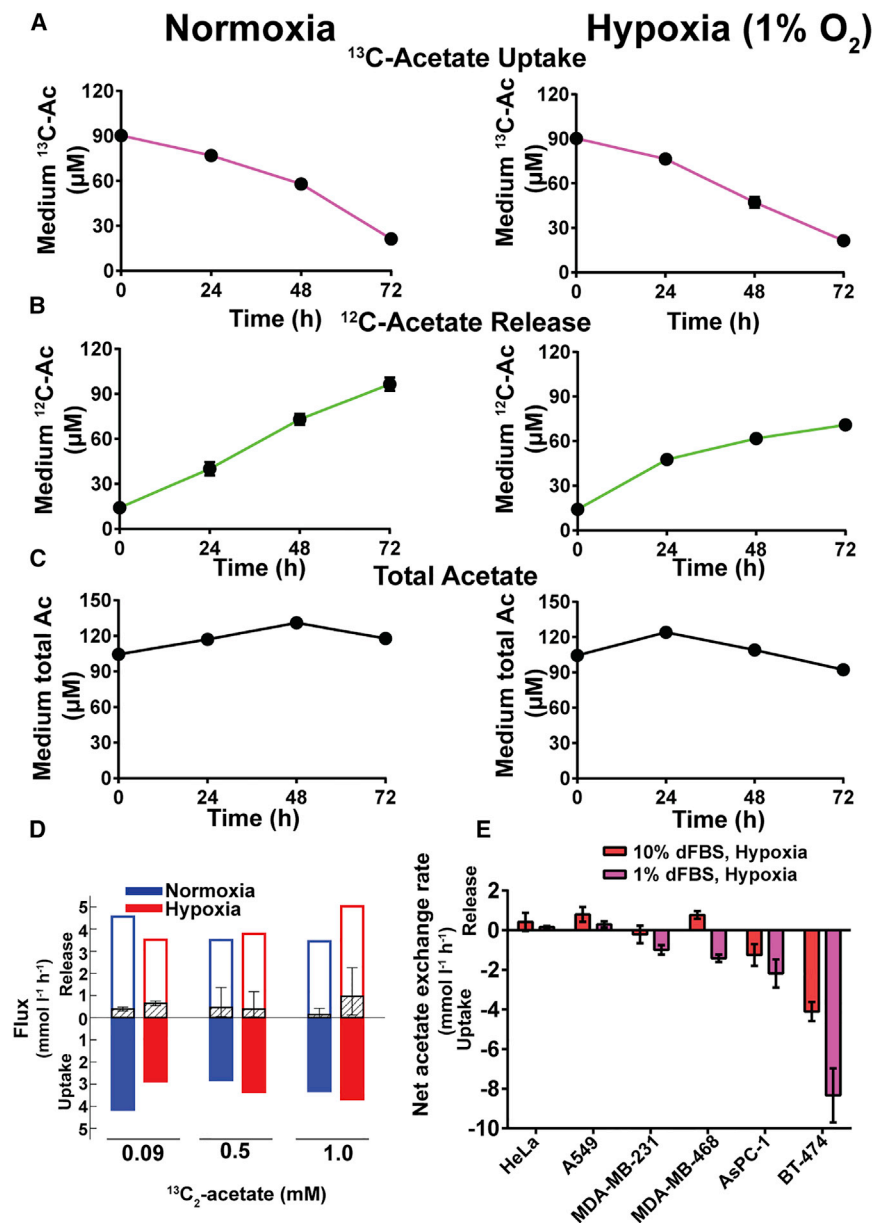 A
Normoxia
Hypoxia (1% O₂)
¹³C-Acetate Uptake
Medium ¹³C-Ac
(µM)
120
90
60
30
0
0 24 48 72
Time (h)
Medium ¹³C-Ac
(µM)
120
90
60
30
0
0 24 48 72
Time (h)
B
¹²C-Acetate Release
Medium ¹²C-Ac
(µM)
120
90
60
30
0
0 24 48 72
Time (h)
Medium ¹²C-Ac
(µM)
120
90
60
30
0
0 24 48 72
Time (h)
C
Total Acetate
Medium total Ac
(µM)
150
120
90
60
30
0
0 24 48 72
Time (h)
Medium total Ac
(µM)
150
120
90
60
30
0
0 24 48 72
Time (h)
D
Normoxia
Hypoxia
Flux
(mmol l⁻¹ h⁻¹)
Release
Uptake
5
4
3
2
1
0
1
2
3
4
5
0.09 0.5 1.0
¹³C₂-acetate (mM)
E
10% dFBS, Hypoxia
1% dFBS, Hypoxia
Net acetate exchange rate
(mmol l⁻¹ h⁻¹)
Release
Uptake
2
0
-2
-4
-6
-8
-10
HeLa
A549
MDA-MB-231
MDA-MB-468
AsPC-1
BT-474